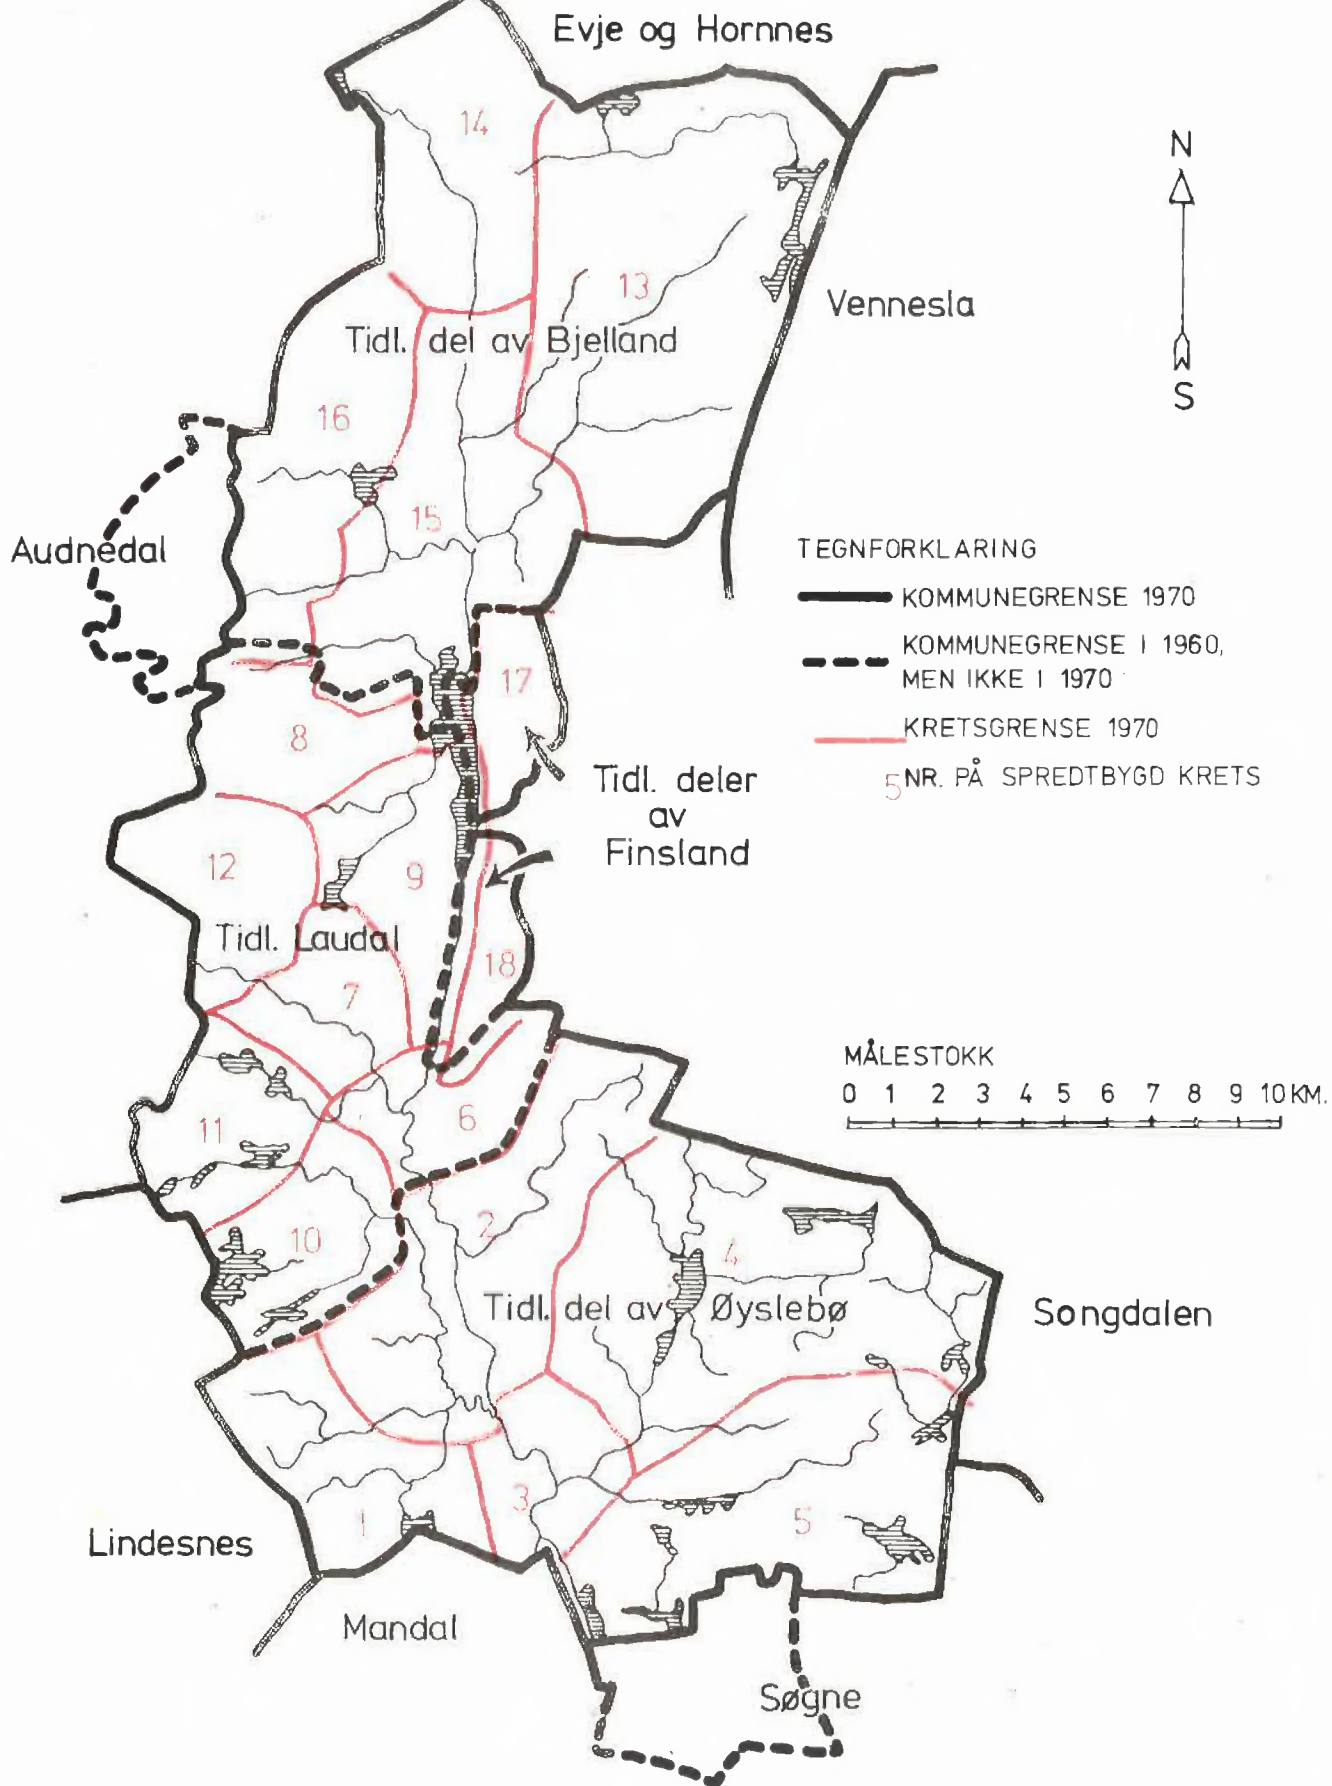 Evje og Hornnes
14
N
13
Vennesla
Tidl. del av Bjelland
S
16
15
Audnedal
TEGNFORKLARING
KOMMUNEGRENSE 1970
KOMMUNEGRENSE I 1960,
MEN IKKE I 1970
KRETSGRENSE 1970
5 NR. PÅ SPREDTBYGD KRETS
17
8
Tidl. deler
av
Finsland
12
9
Tidl. Laudal
18
7
MÅLESTOKK
0 1 2 3 4 5 6 7 8 9 10 KM.
6
11
2
10
4
Tidl. del av Øyslebø
Songdalen
3
1
5
Lindesnes
Mandal
Søgne